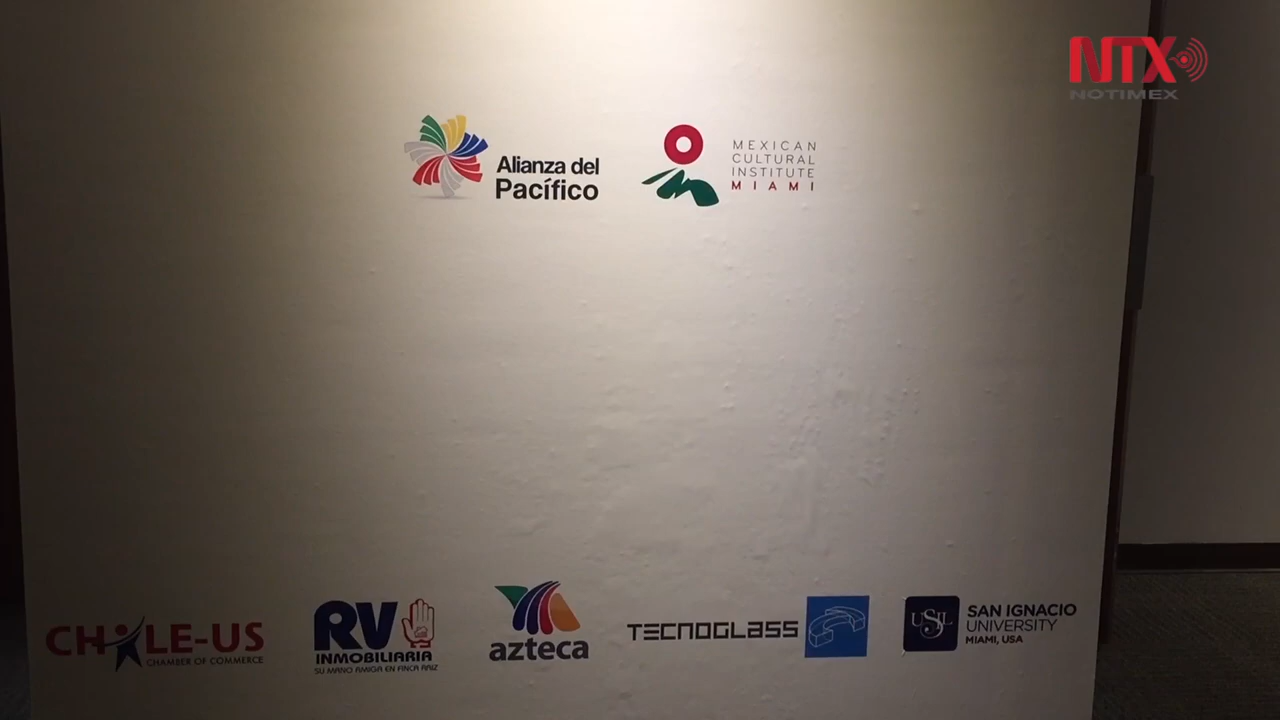 NTX
NOTIMEX
Alianza del
Pacífico
MEXICAN
CULTURAL
INSTITUTE
MIAMI
CHILE-US
CHAMBER OF COMMERCE
RV
INMOBILIARIA
SU MANO AMIGA EN FINCA RAIZ
azteca
TECNOGLASS
USIL
SAN IGNACIO
UNIVERSITY
MIAMI, USA